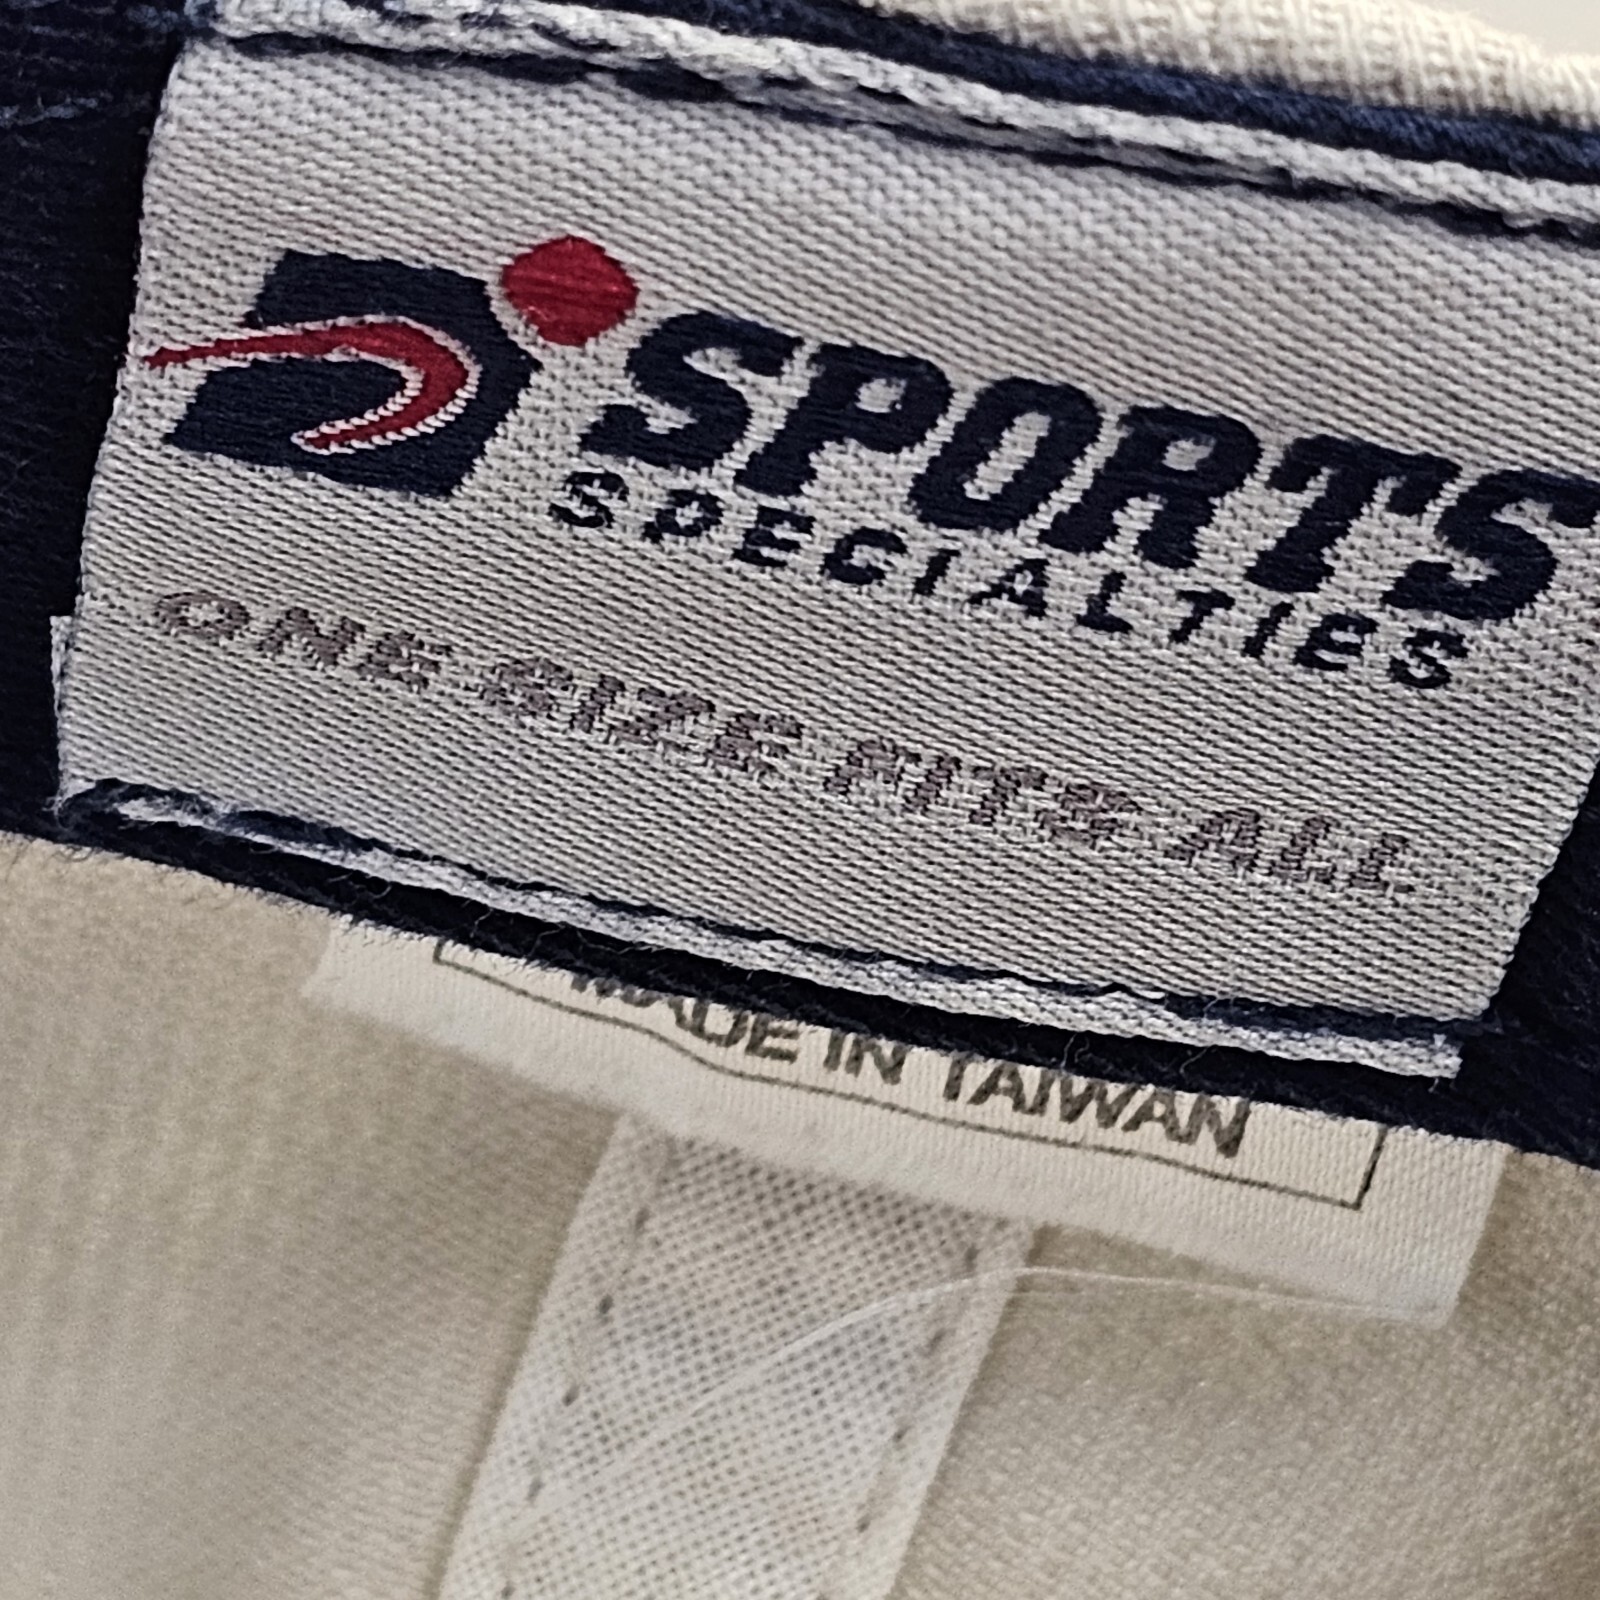 SPORTS
SPECIALTIES
ONE SIZE FITS ALL
MADE IN TAIWAN